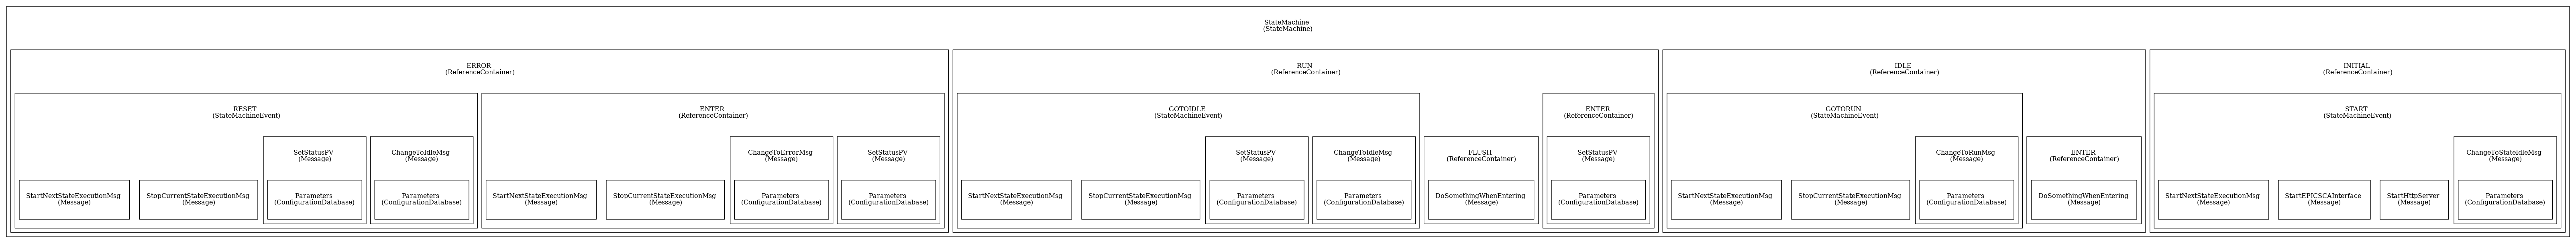 StateMachine
(StateMachine)
ERROR
(ReferenceContainer)
RESET
(StateMachineEvent)
StartNextStateExecutionMsg
(Message)
StopCurrentStateExecutionMsg
(Message)
SetStatusPV
(Message)
Parameters
(ConfigurationDatabase)
ChangeToIdleMsg
(Message)
Parameters
(ConfigurationDatabase)
ENTER
(ReferenceContainer)
StartNextStateExecutionMsg
(Message)
StopCurrentStateExecutionMsg
(Message)
ChangeToErrorMsg
(Message)
Parameters
(ConfigurationDatabase)
SetStatusPV
(Message)
Parameters
(ConfigurationDatabase)
RUN
(ReferenceContainer)
GOTOIDLE
(StateMachineEvent)
StartNextStateExecutionMsg
(Message)
StopCurrentStateExecutionMsg
(Message)
SetStatusPV
(Message)
Parameters
(ConfigurationDatabase)
ChangeToIdleMsg
(Message)
Parameters
(ConfigurationDatabase)
FLUSH
(ReferenceContainer)
DoSomethingWhenEntering
(Message)
ENTER
(ReferenceContainer)
SetStatusPV
(Message)
Parameters
(ConfigurationDatabase)
IDLE
(ReferenceContainer)
GOTORUN
(StateMachineEvent)
StartNextStateExecutionMsg
(Message)
StopCurrentStateExecutionMsg
(Message)
ChangeToRunMsg
(Message)
Parameters
(ConfigurationDatabase)
ENTER
(ReferenceContainer)
DoSomethingWhenEntering
(Message)
INITIAL
(ReferenceContainer)
START
(StateMachineEvent)
StartNextStateExecutionMsg
(Message)
StartEPICSCAInterface
(Message)
StartHttpServer
(Message)
ChangeToStateIdleMsg
(Message)
Parameters
(ConfigurationDatabase)